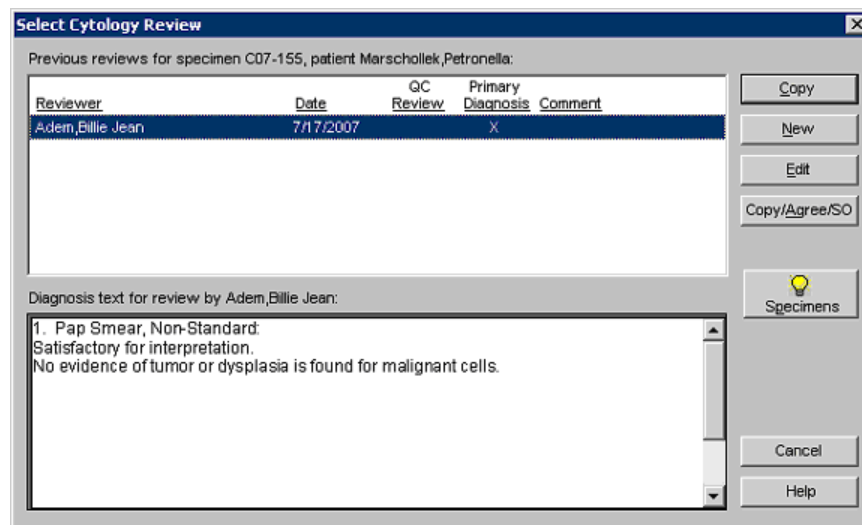 Select Cytology Review
Previous reviews for specimen C07-155, patient Marschollek,Petronella:
Reviewer Date QC Review Primary Diagnosis Comment
Adem,Billie Jean 7/17/2007 X
Copy
New
Edit
Copy/Agree/SO
Specimens
Diagnosis text for review by Adem,Billie Jean:
1. Pap Smear, Non-Standard:
Satisfactory for interpretation.
No evidence of tumor or dysplasia is found for malignant cells.
Cancel
Help